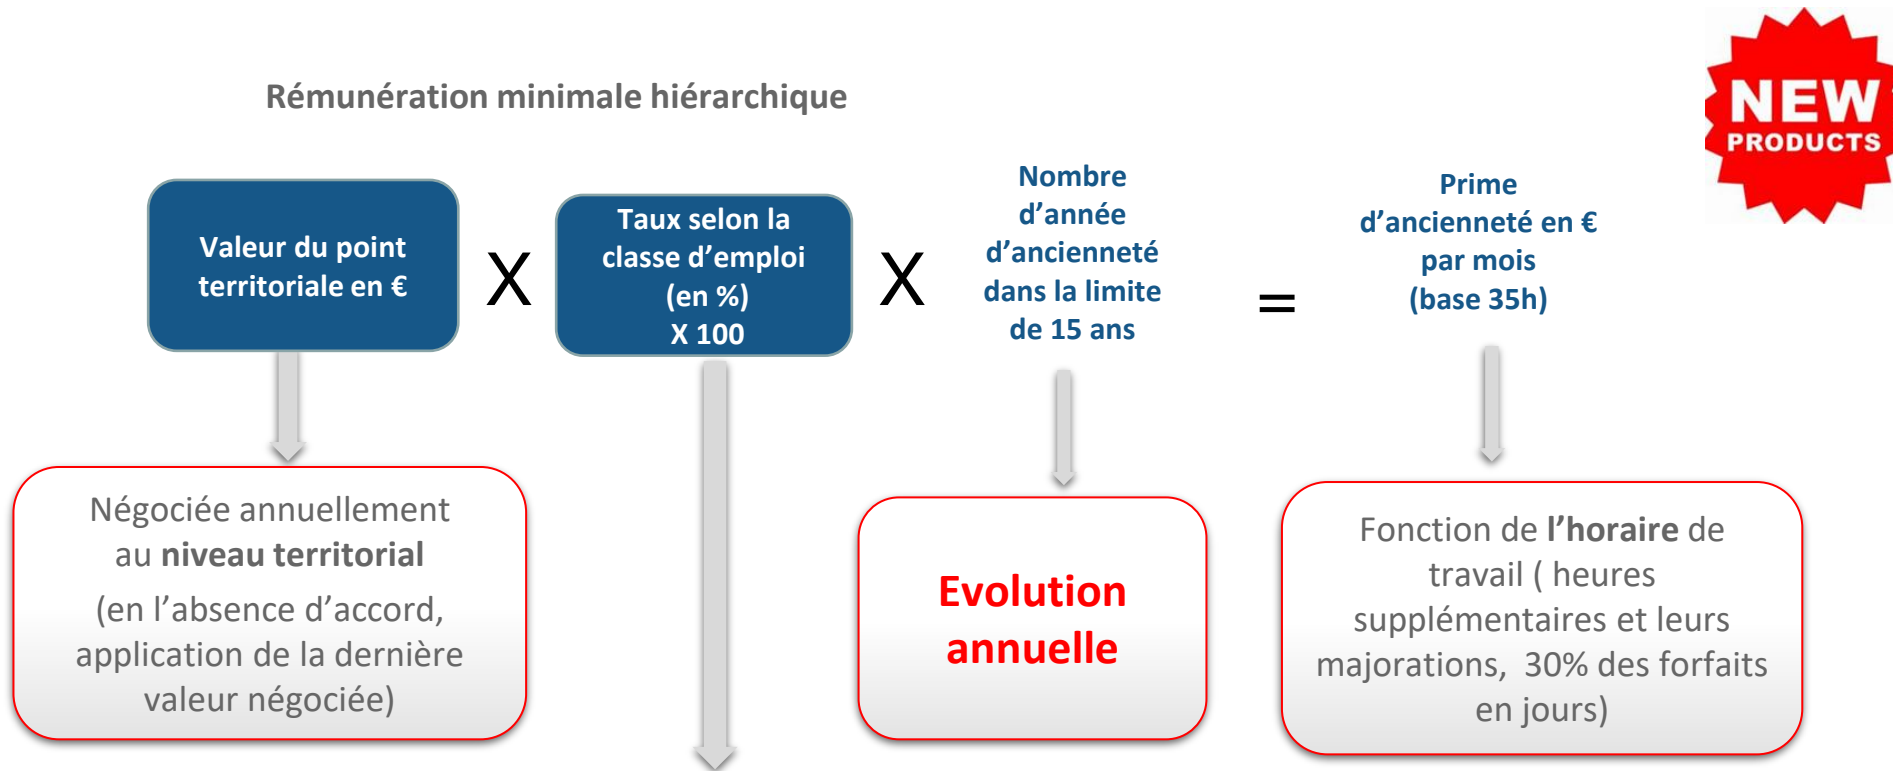 Rémunération minimale hiérarchique
NEW
PRODUCTS
Valeur du point
territoriale en €
X
Taux selon la
classe d’emploi
(en %)
X 100
X
Nombre
d’année
d’ancienneté
dans la limite
de 15 ans
=
Prime
d’ancienneté en €
par mois
(base 35h)
Négociée annuellement
au niveau territorial
(en l’absence d’accord,
application de la dernière
valeur négociée)
Evolution
annuelle
Fonction de l’horaire de
travail ( heures
supplémentaires et leurs
majorations, 30% des forfaits
en jours)